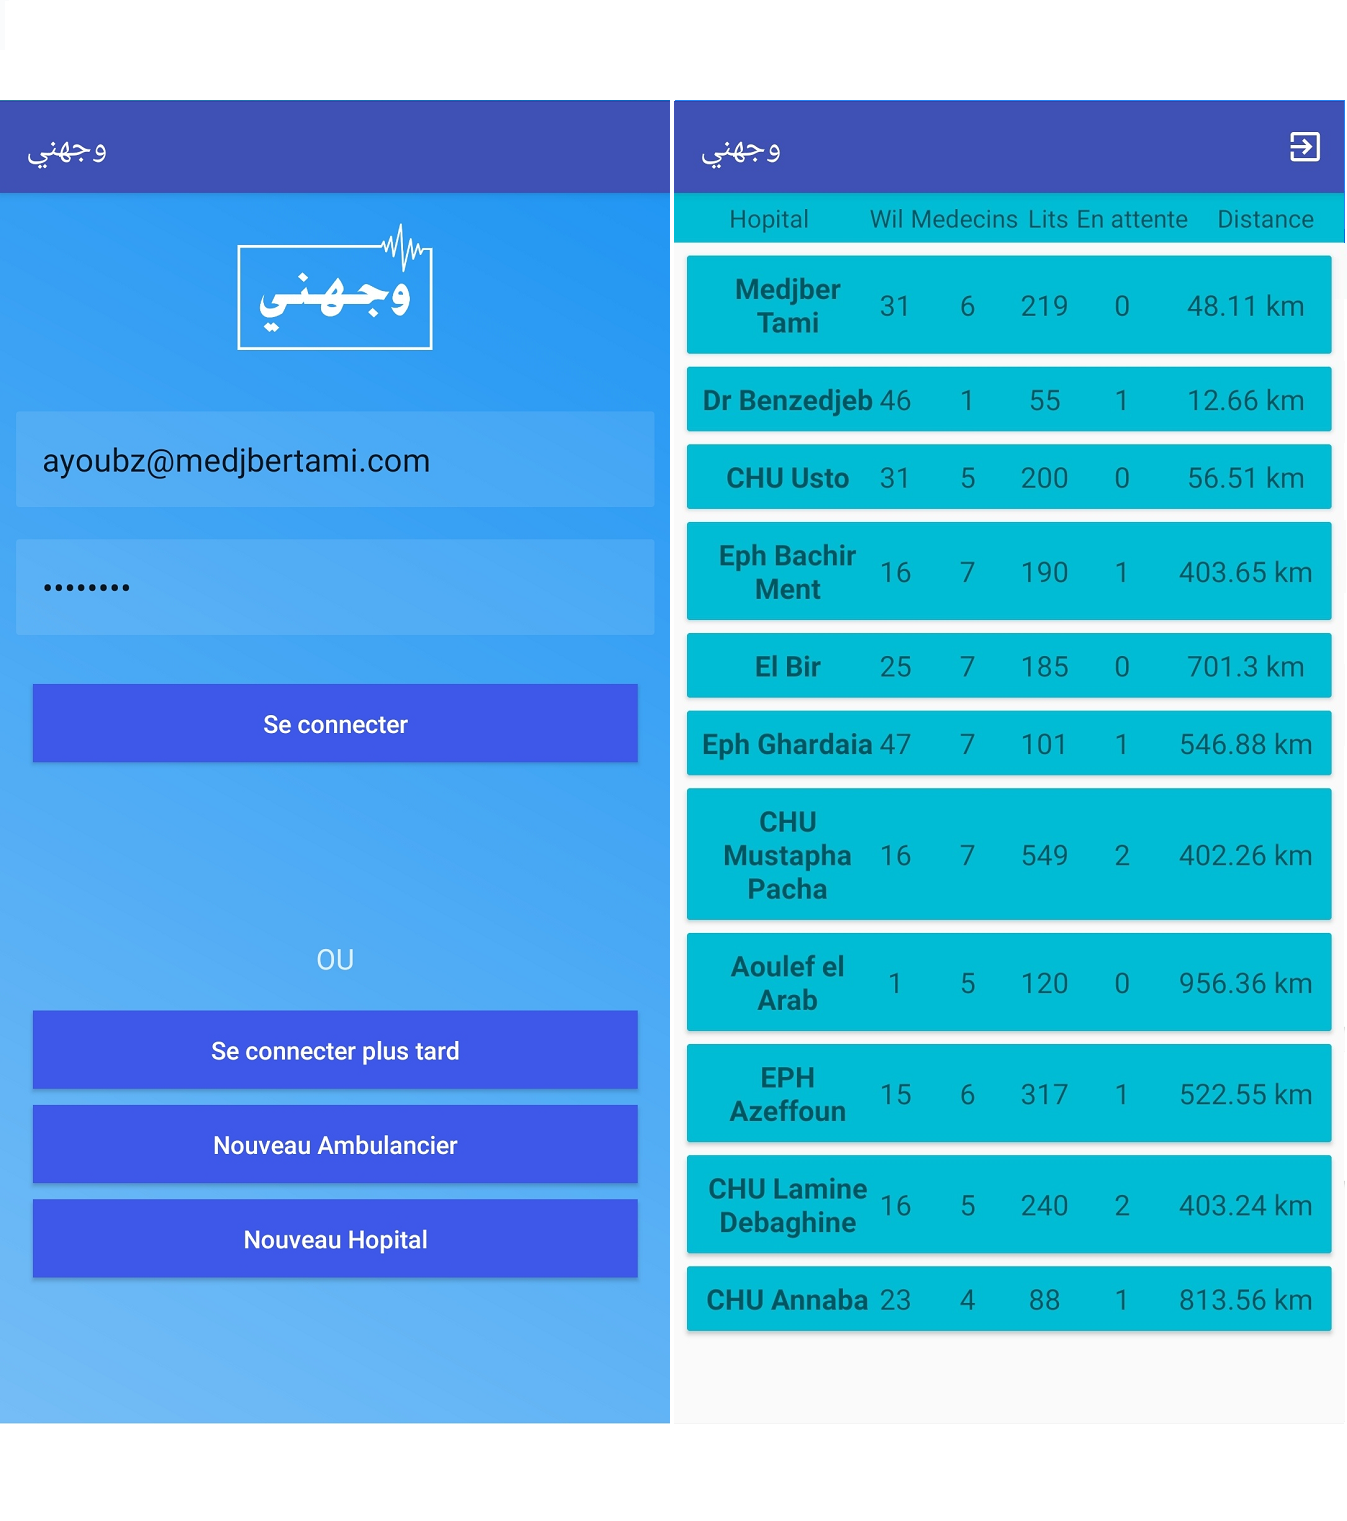 وجهني
وجهني
ayoubz@medjbertami.com
••••••••
Se connecter
OU
Se connecter plus tard
Nouveau Ambulancier
Nouveau Hopital
وجهني
Hopital Wil Medecins Lits En attente Distance
Medjber
Tami 31 6 219 0 48.11 km
Dr Benzedjeb 46 1 55 1 12.66 km
CHU Usto 31 5 200 0 56.51 km
Eph Bachir
Ment 16 7 190 1 403.65 km
El Bir 25 7 185 0 701.3 km
Eph Ghardaia 47 7 101 1 546.88 km
CHU
Mustapha 16 7 549 2 402.26 km
Pacha
Aoulef el
Arab 1 5 120 0 956.36 km
EPH
Azeffoun 15 6 317 1 522.55 km
CHU Lamine
Debaghine 16 5 240 2 403.24 km
CHU Annaba 23 4 88 1 813.56 km